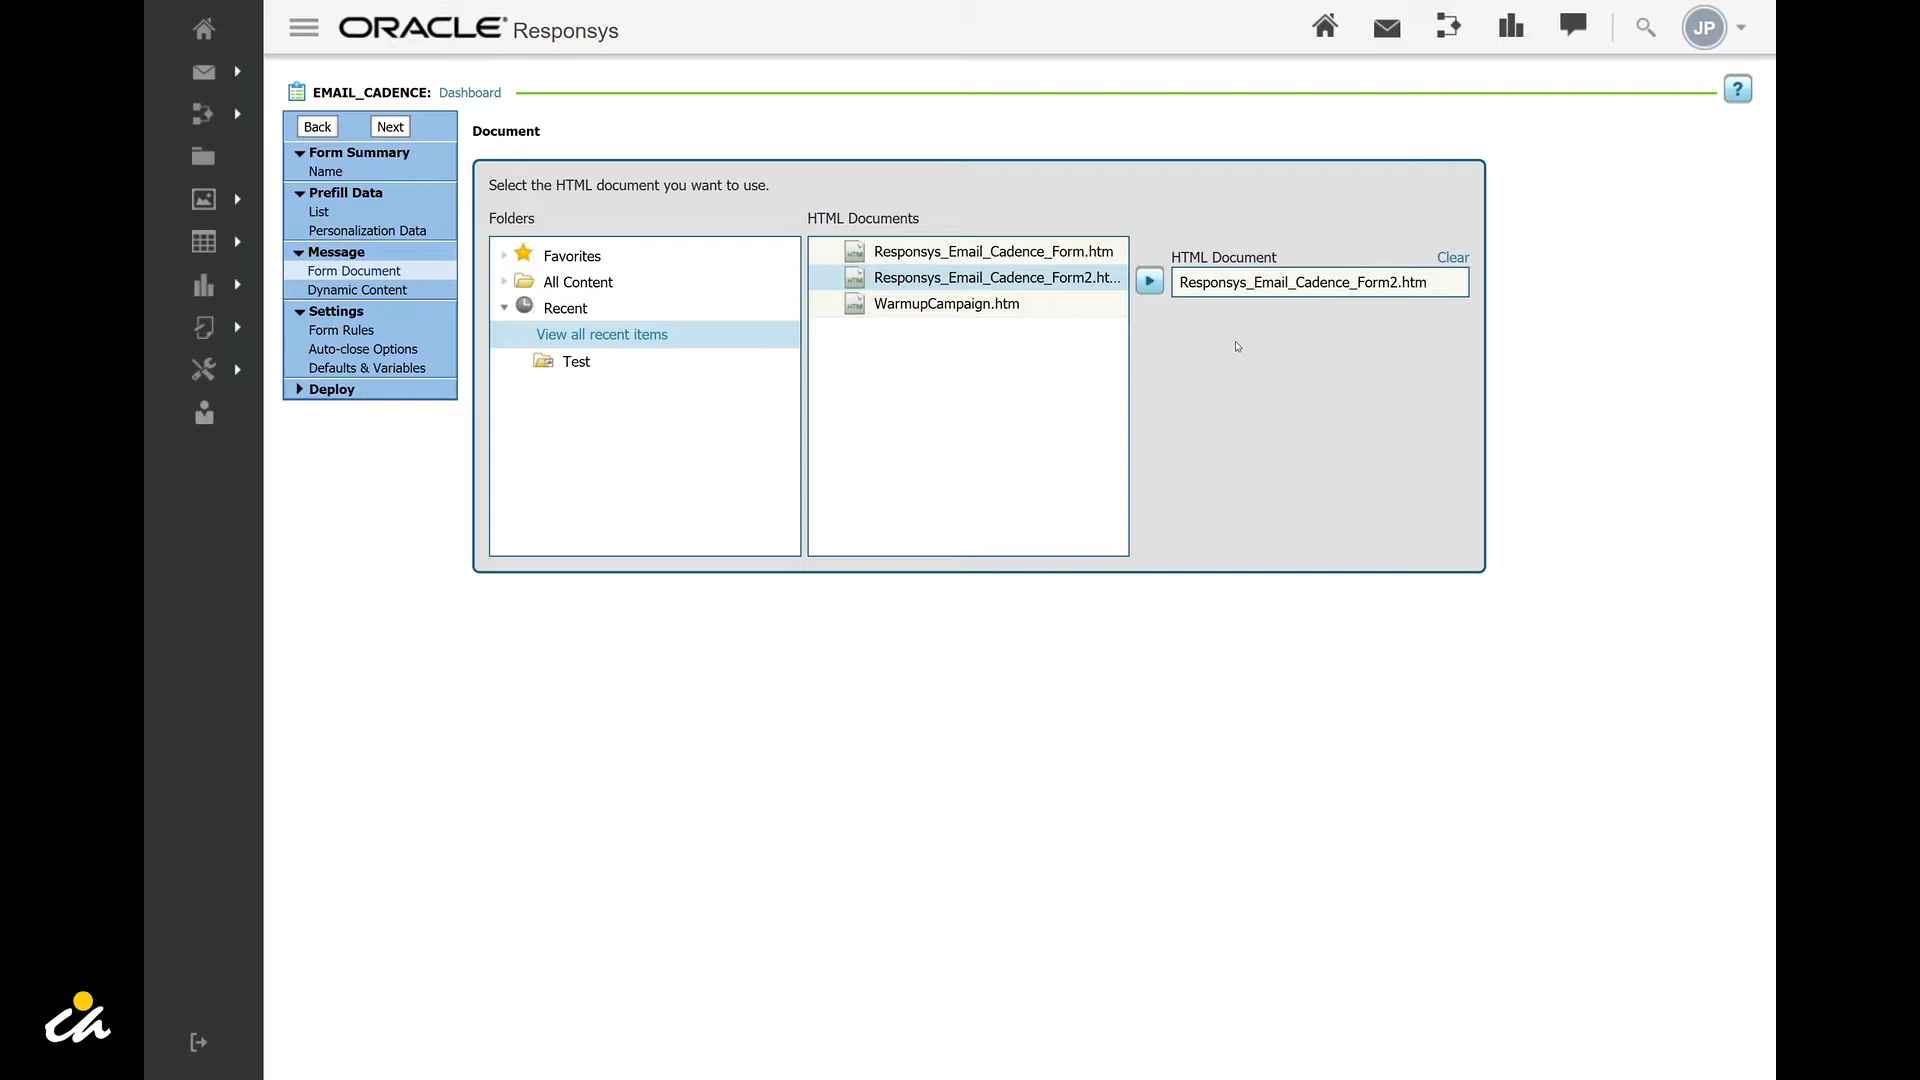 ORACLE Responsys
JP
EMAIL_CADENCE: Dashboard
?
Back Next
Form Summary
Name
Prefill Data
List
Personalization Data
Message
Form Document
Dynamic Content
Settings
Form Rules
Auto-close Options
Defaults & Variables
Deploy
Document
Select the HTML document you want to use.
Folders
Favorites
All Content
Recent
View all recent items
Test
HTML Documents
Responsys_Email_Cadence_Form.htm
Responsys_Email_Cadence_Form2.ht...
WarmupCampaign.htm
HTML Document Clear
Responsys_Email_Cadence_Form2.htm